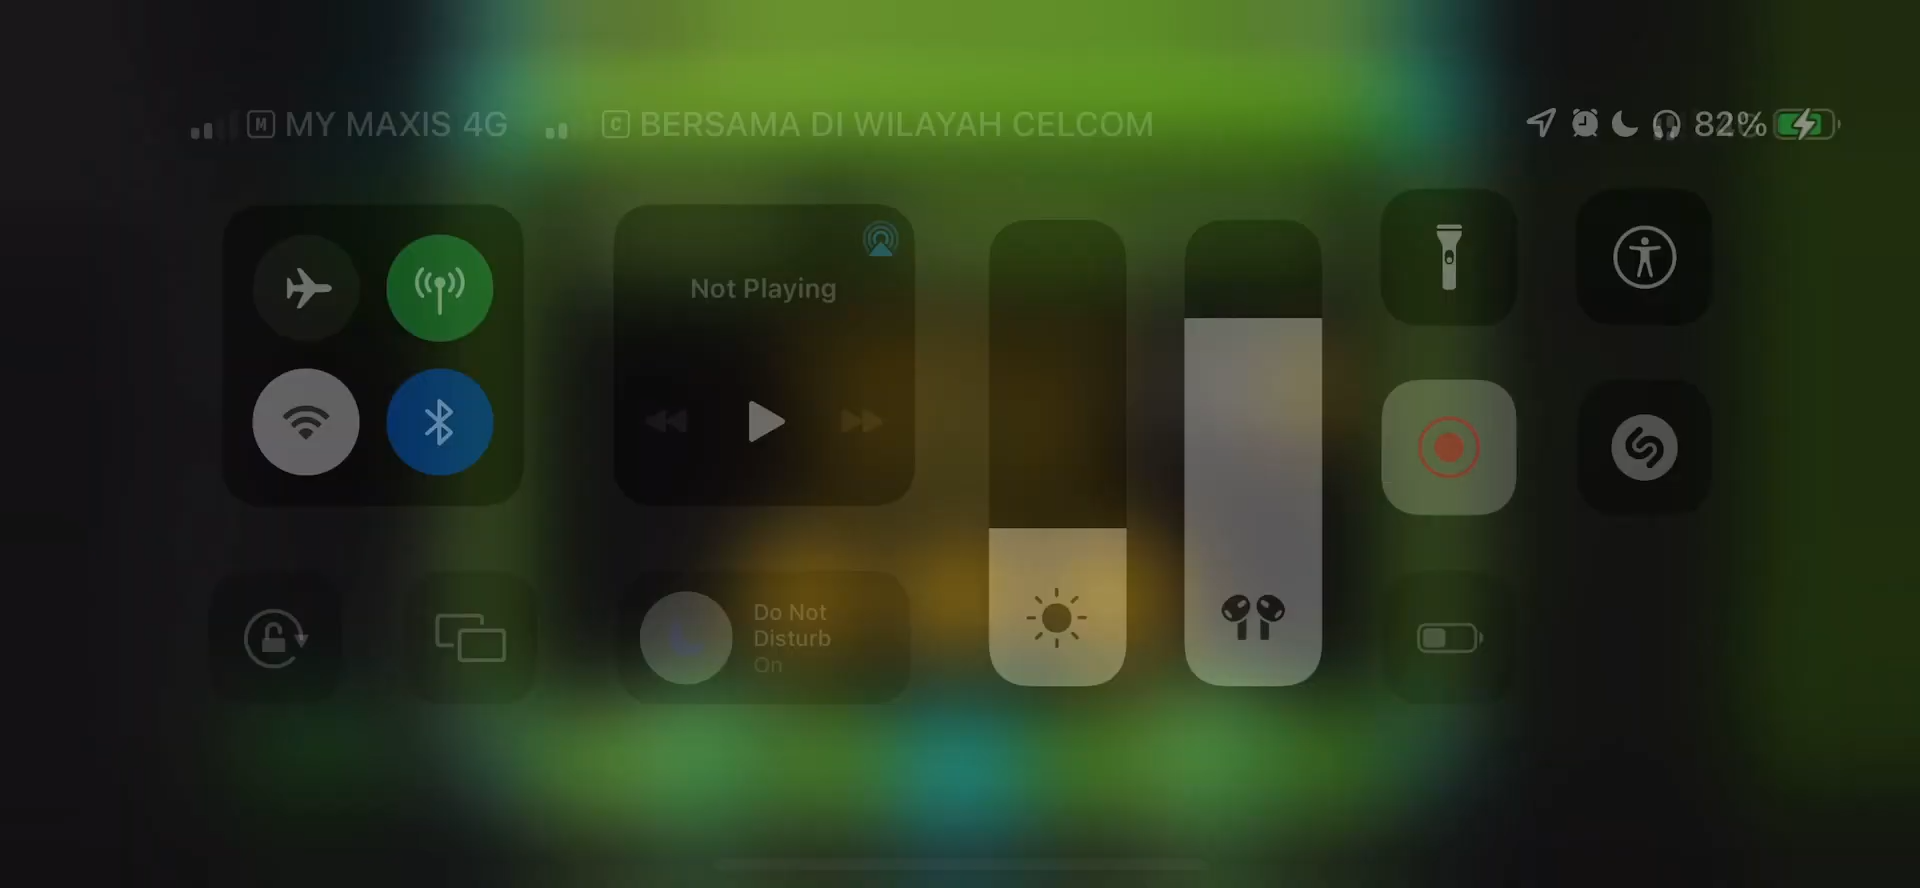 M MY MAXIS 4G
C BERSAMA DI WILAYAH CELCOM
82%
Not Playing
Do Not
Disturb
On